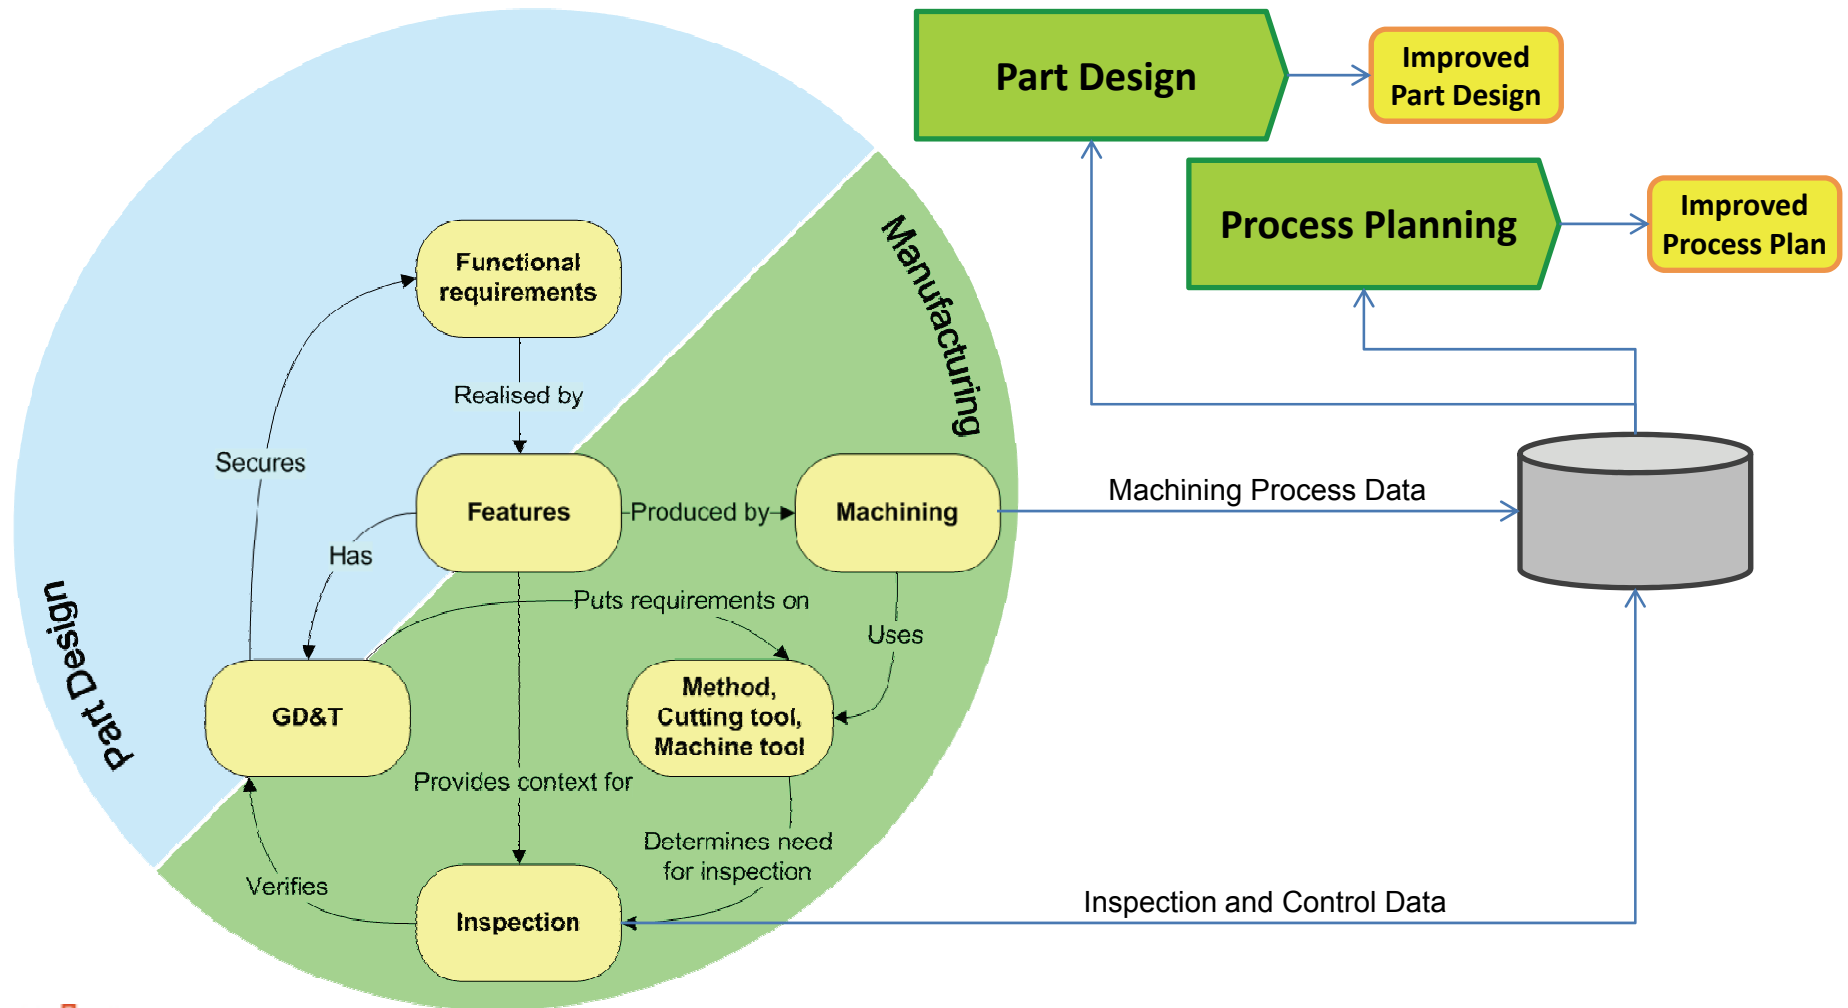 Part Design
Improved
Part Design
Process Planning
Improved
Process Plan
Manufacturing
Functional
requirements
Realised by
Secures
Features
Produced by
Machining
Machining Process Data
Has
Puts requirements on
Uses
Part Design
GD&T
Method,
Cutting tool,
Machine tool
Provides context for
Determines need
for inspection
Verifies
Inspection
Inspection and Control Data